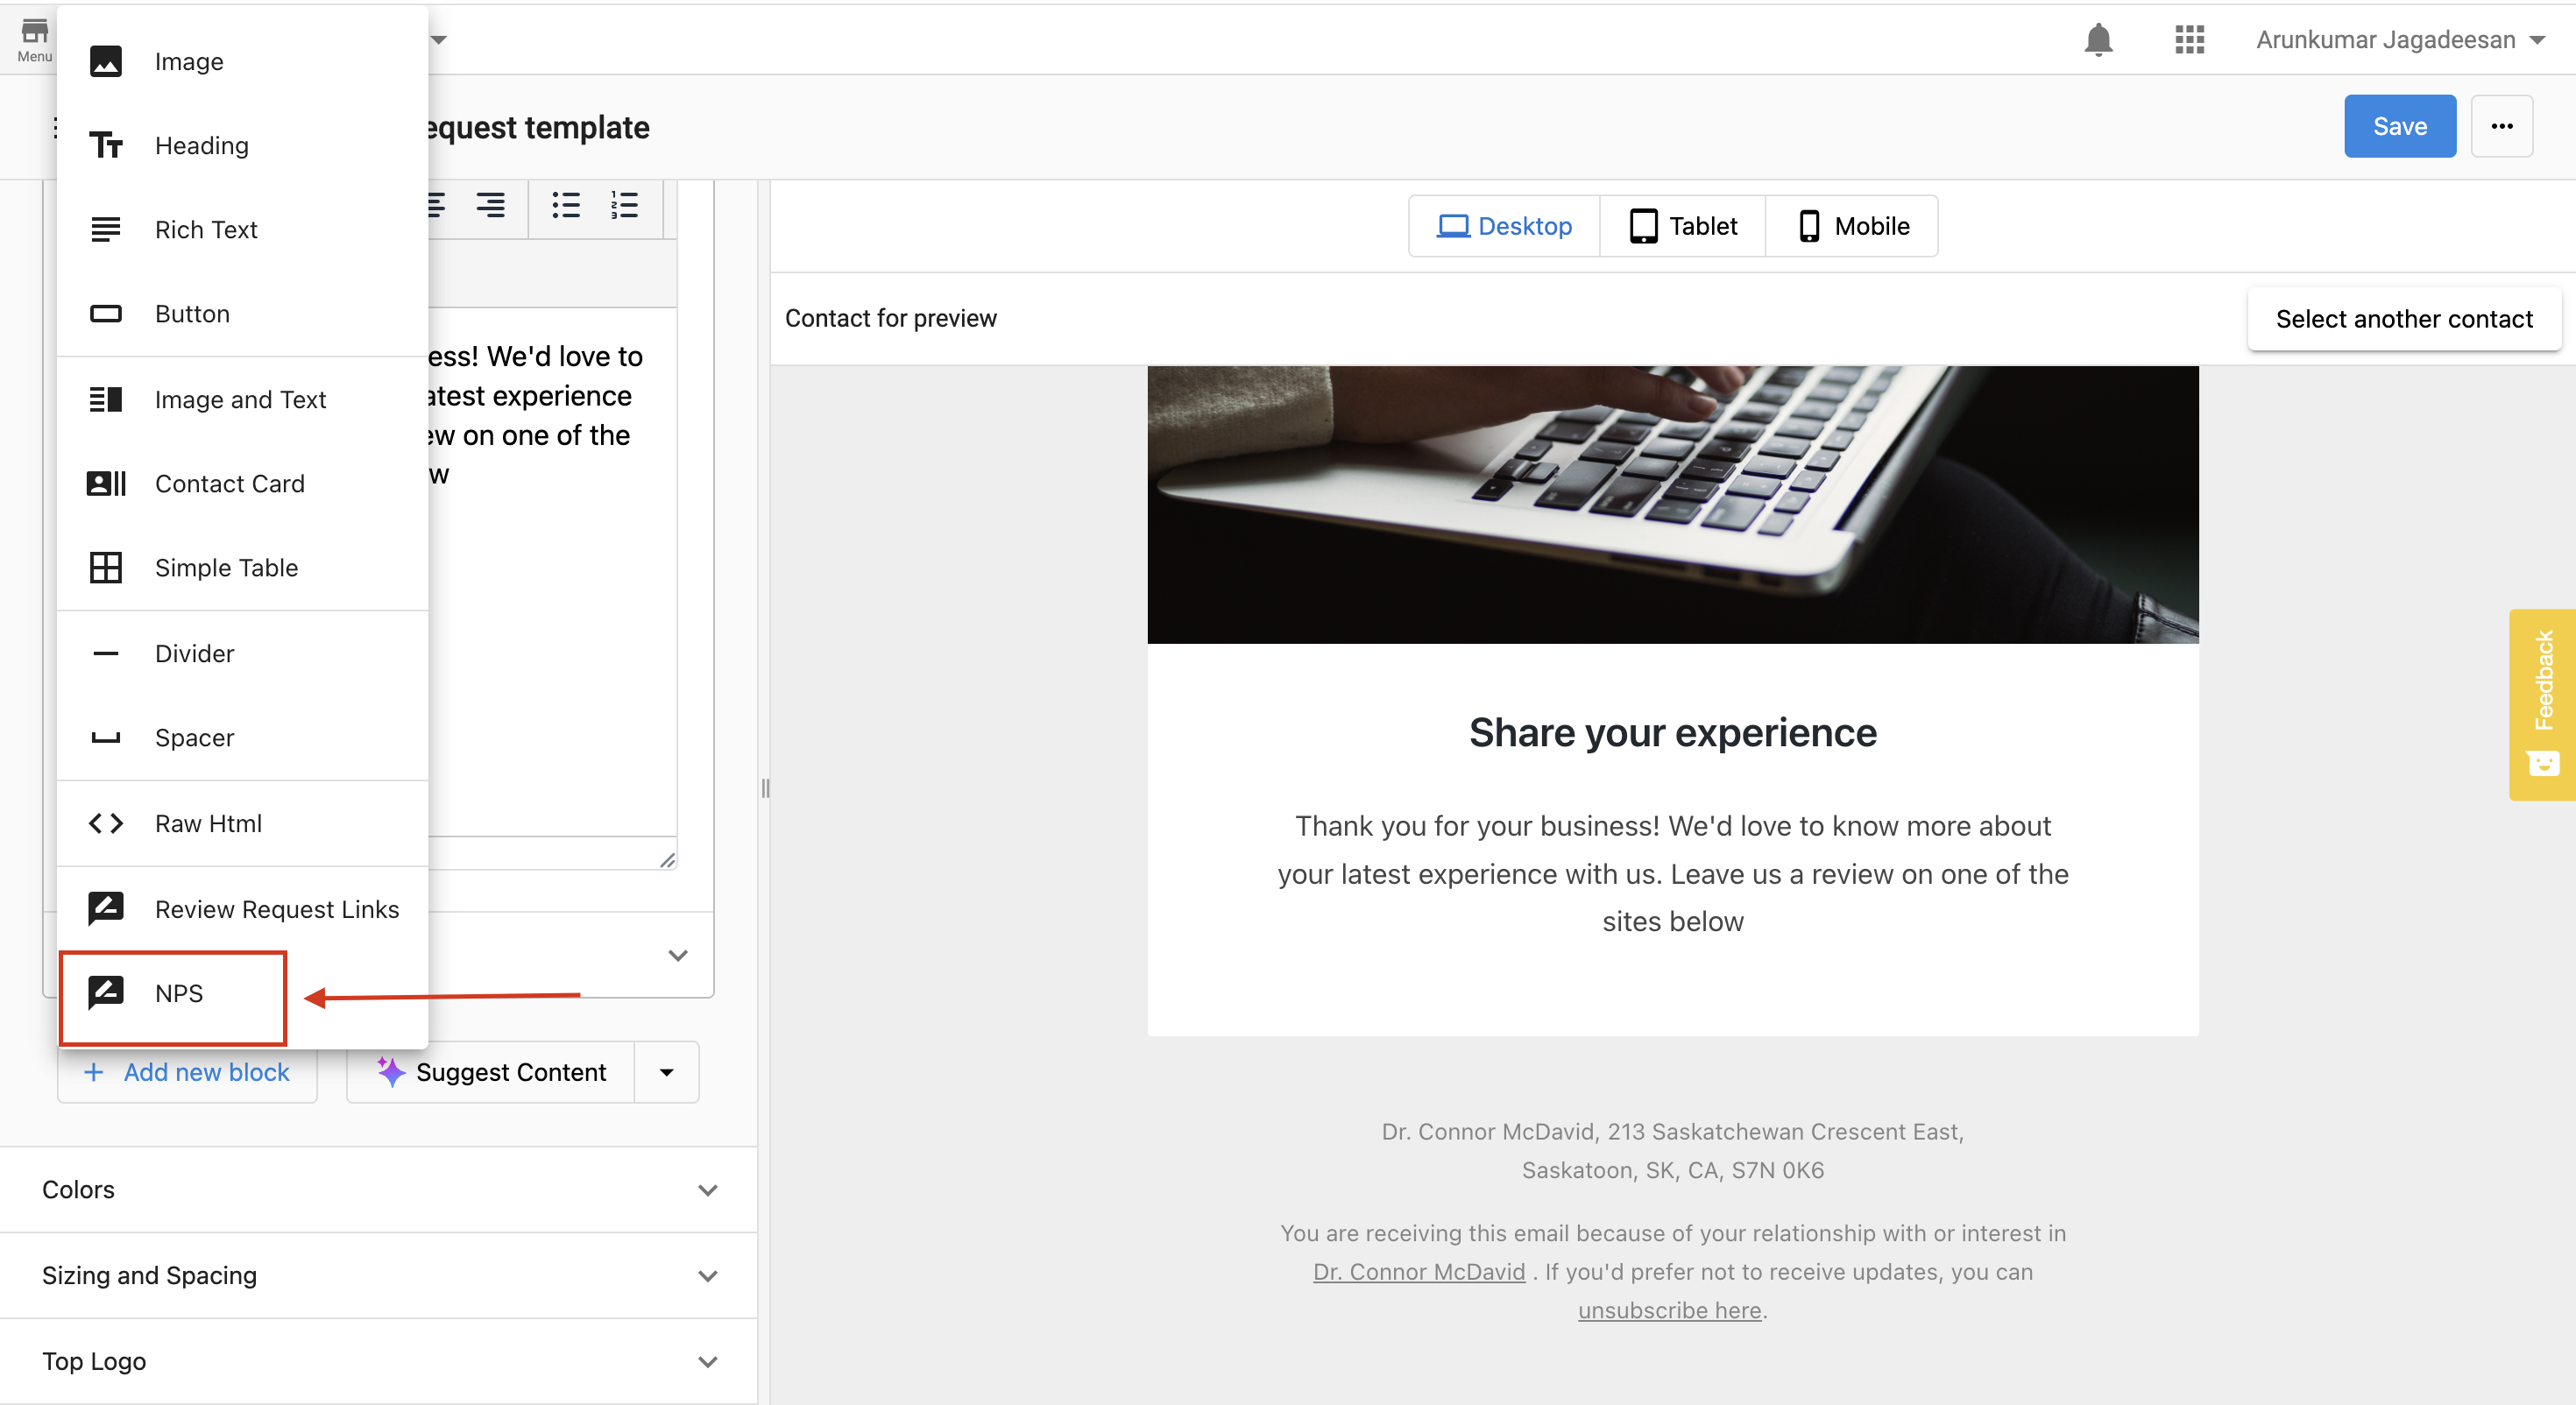 Menu
Arunkumar Jagadeesan
equest template
Save
Image
Heading
Rich Text
Button
Image and Text
Contact Card
Simple Table
Divider
Spacer
Raw Html
Review Request Links
NPS
ess! We'd love to
atest experience
ew on one of the
w
Add new block
Suggest Content
Colors
Sizing and Spacing
Top Logo
Desktop
Tablet
Mobile
Contact for preview
Select another contact
Share your experience
Thank you for your business! We'd love to know more about
your latest experience with us. Leave us a review on one of the
sites below
Dr. Connor McDavid, 213 Saskatchewan Crescent East,
Saskatoon, SK, CA, S7N 0K6
You are receiving this email because of your relationship with or interest in
Dr. Connor McDavid . If you'd prefer not to receive updates, you can
unsubscribe here.
Feedback